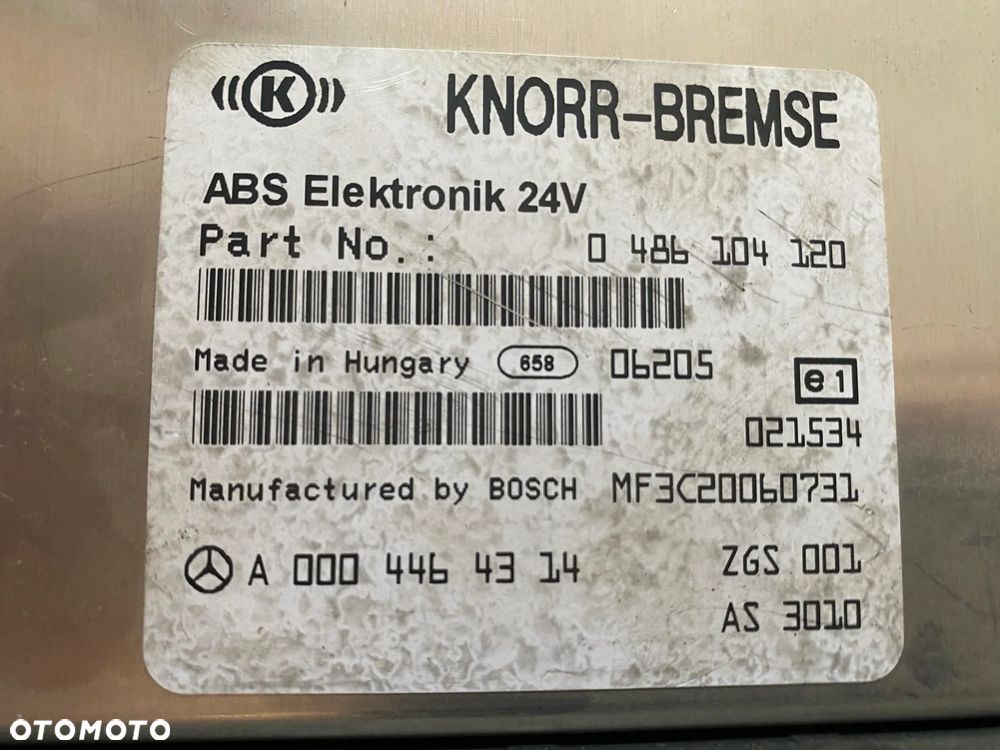 K KNORR-BREMSE
ABS Elektronik 24V
Part No.: 0 486 104 120
Made in Hungary 658 06205
e1
021534
Manufactured by BOSCH MF3C20060731
A 000 446 43 14 ZGS 001
AS 3010
OTOMOTO